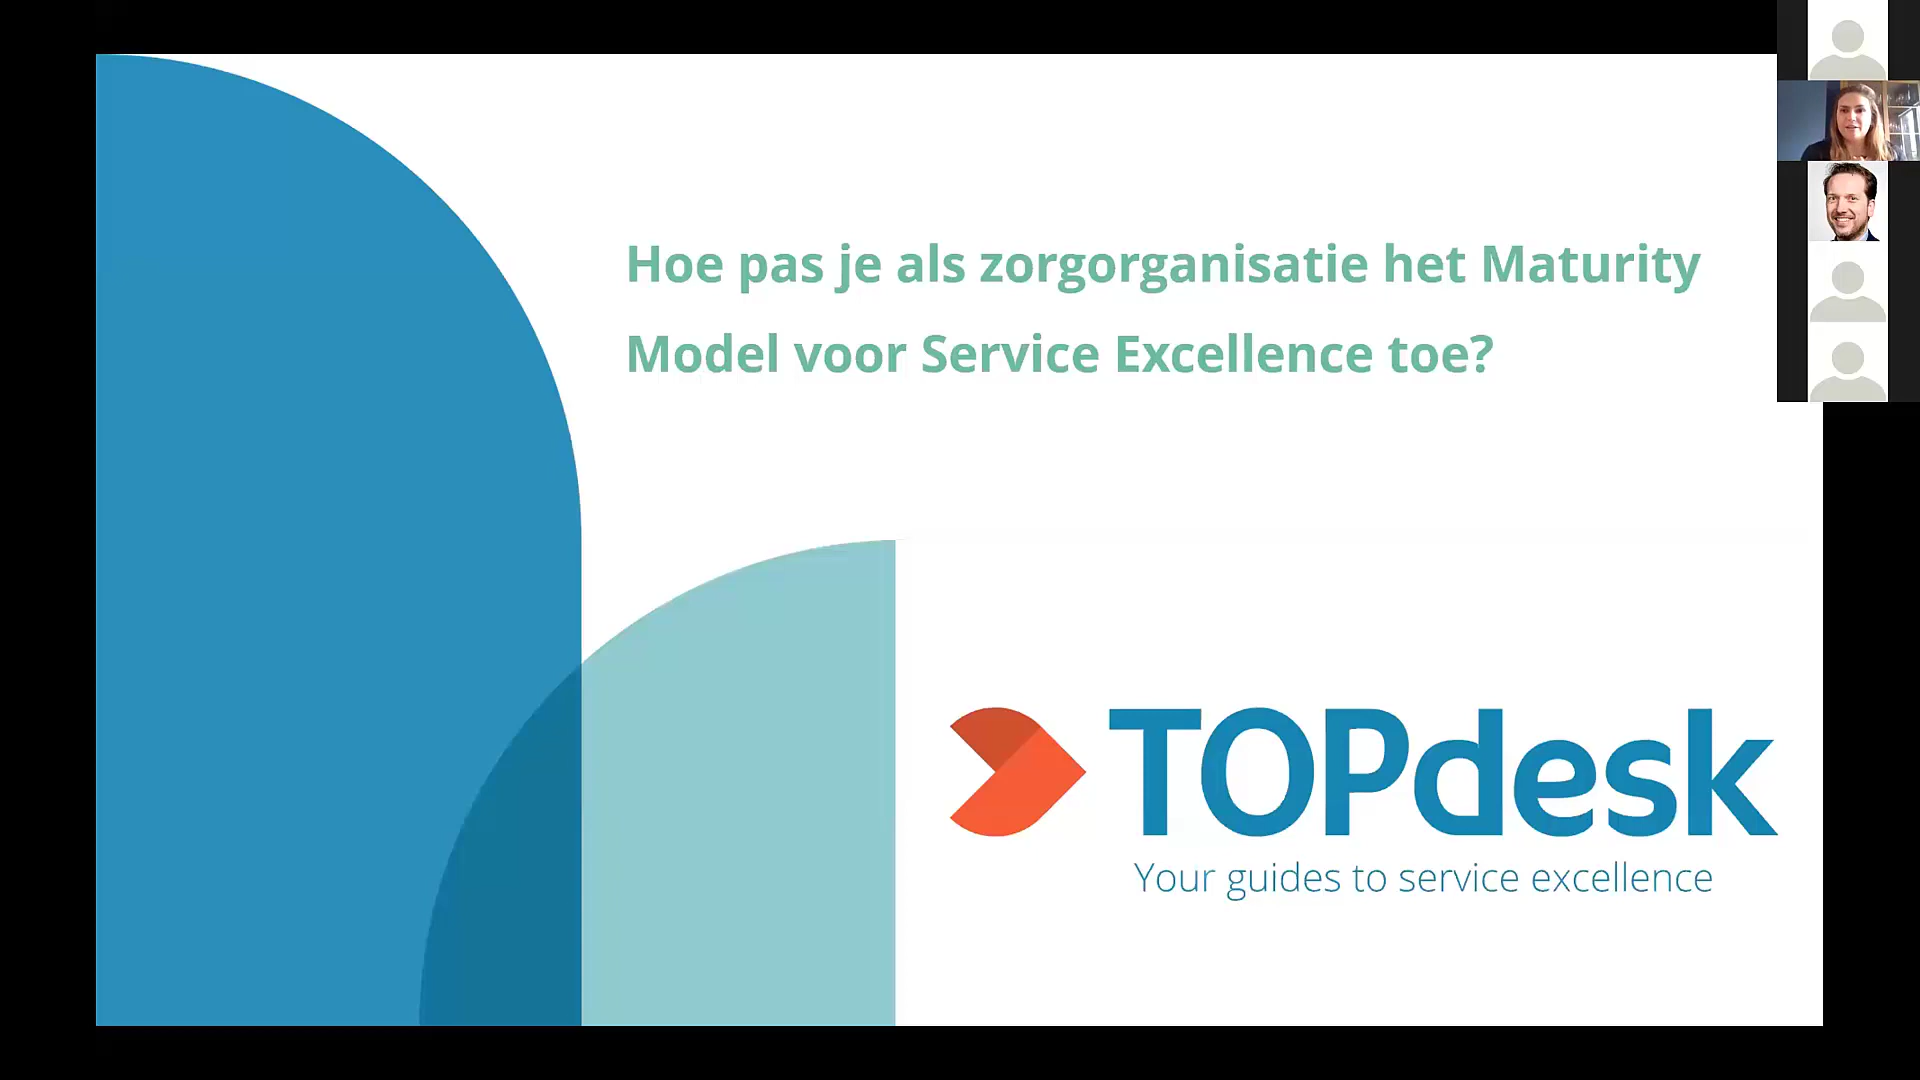 Hoe pas je als zorgorganisatie het Maturity
Model voor Service Excellence toe?
TOPdesk
Your guides to service excellence